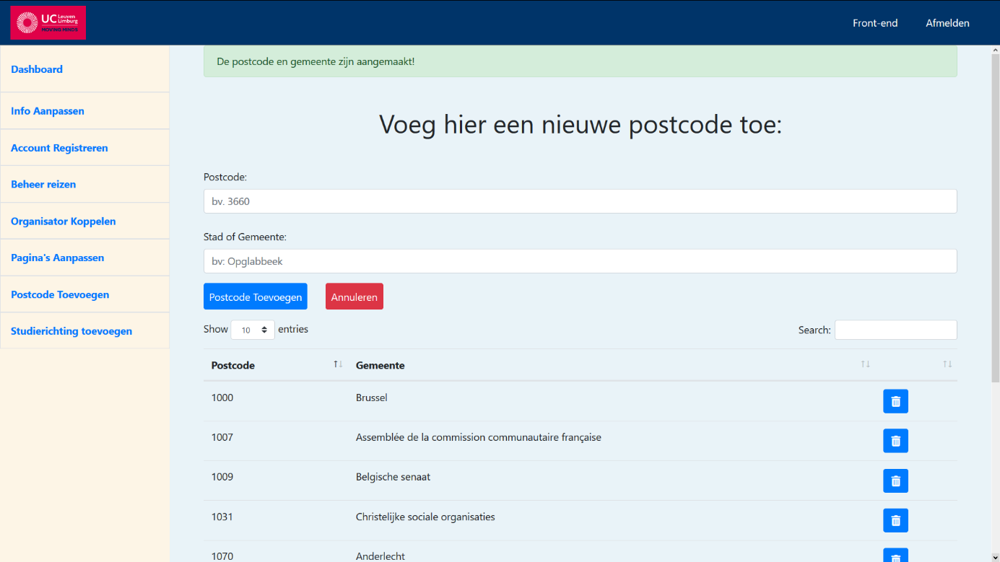 UC Leuven Limburg
MOVING MINDS
Front-end
Afmelden
Dashboard
Info Aanpassen
Account Registreren
Beheer reizen
Organisator Koppelen
Pagina's Aanpassen
Postcode Toevoegen
Studierichting toevoegen
De postcode en gemeente zijn aangemaakt!
Voeg hier een nieuwe postcode toe:
Postcode:
bv. 3660
Stad of Gemeente:
bv: Opglabbeek
Postcode Toevoegen Annuleren
Show 10 entries Search:
Postcode Gemeente
1000 Brussel
1007 Assemblée de la commission communautaire française
1009 Belgische senaat
1031 Christelijke sociale organisaties
1070 Anderlecht